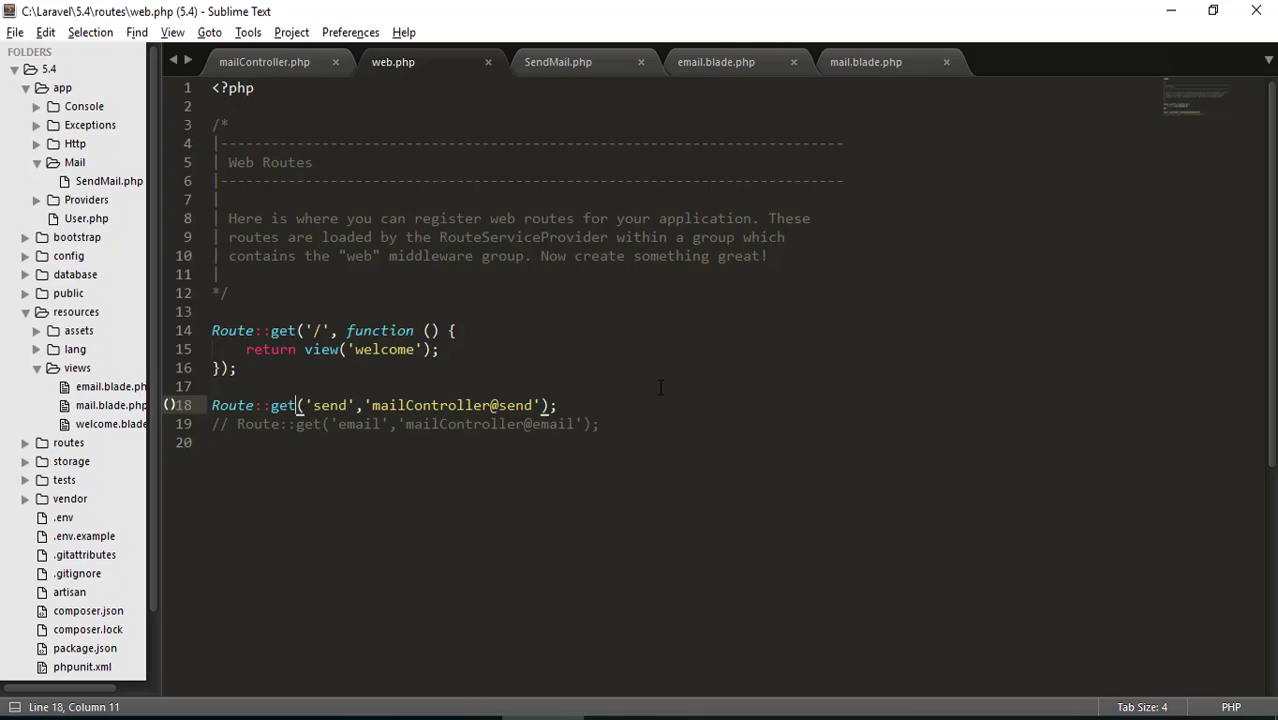 C:\Laravel\5.4\routes\web.php (5.4) - Sublime Text
File Edit Selection Find View Goto Tools Project Preferences Help
FOLDERS
5.4
app
Console
Exceptions
Http
Mail
SendMail.php
Providers
User.php
bootstrap
config
database
public
resources
assets
lang
views
email.blade.ph
mail.blade.php
welcome.blade
routes
storage
tests
vendor
.env
.env.example
.gitattributes
.gitignore
artisan
composer.json
composer.lock
package.json
phpunit.xml
mailController.php web.php SendMail.php email.blade.php mail.blade.php
1 <?php
2
3 /*
4 |--------------------------------------------------------------------------
5 | Web Routes
6 |--------------------------------------------------------------------------
7 |
8 | Here is where you can register web routes for your application. These
9 | routes are loaded by the RouteServiceProvider within a group which
10 | contains the "web" middleware group. Now create something great!
11 |
12 */
13
14 Route::get('/', function () {
15 return view('welcome');
16 });
17
18 Route::get('send','mailController@send');
19 // Route::get('email','mailController@email');
20
Line 18, Column 11 Tab Size: 4 PHP